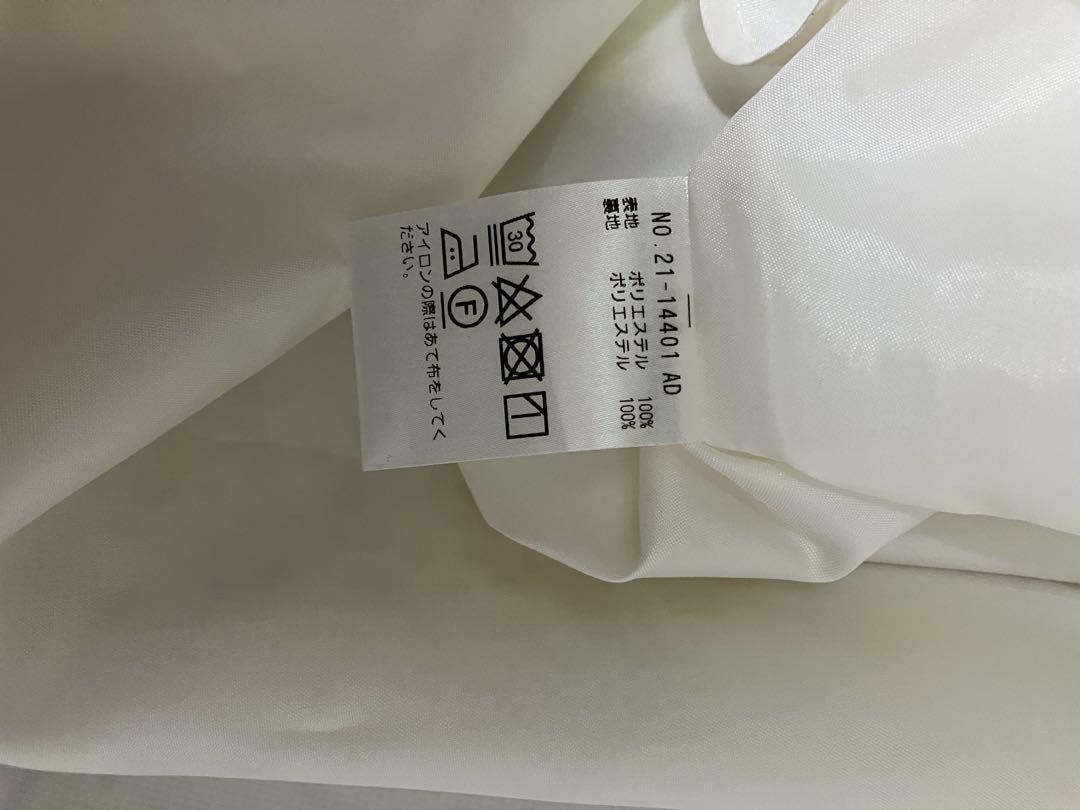 NO.21-14401 AD
表地 ポリエステル 100%
裏地 ポリエステル 100%
30
F
アイロンの際はあて布をしてく
ださい。